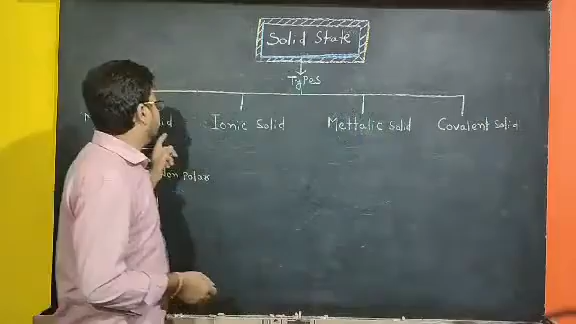 Solid State
Types
Ionic Solid
Mettalic Solid
Covalent Solid
Non Polar